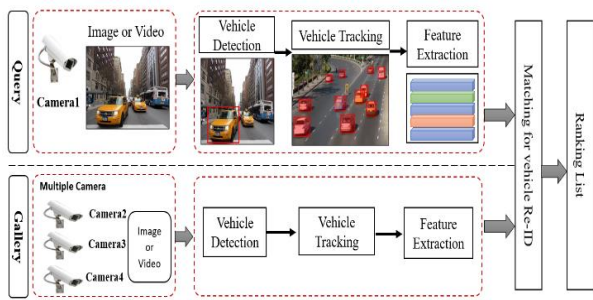 Query
Image or Video
Camera1
Vehicle
Detection
Vehicle Tracking
Feature
Extraction
Gallery
Multiple Camera
Camera2
Camera3
Camera4
Image
or
Video
Vehicle
Detection
Vehicle
Tracking
Feature
Extraction
Matching for vehicle Re-ID
Ranking List